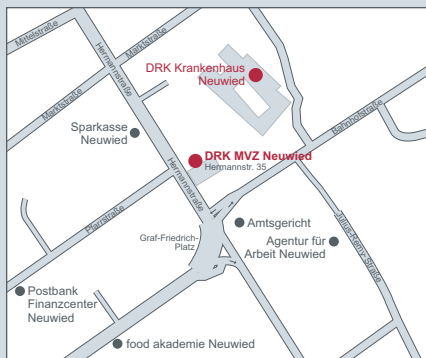 Mittelstraße
Hermannstraße
Marktstraße
DRK Krankenhaus
Neuwied
Marktstraße
Bahnhofstraße
Sparkasse
Neuwied
DRK MVZ Neuwied
Hermannstr. 35
Hermannstraße
Pfarrstraße
Amtsgericht
Graf-Friedrich-
Platz
Agentur für
Arbeit Neuwied
Julius-Remy-Straße
Postbank
Finanzcenter
Neuwied
food akademie Neuwied